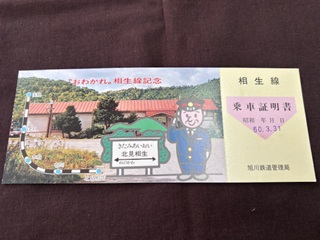 "おわかれ"相生線記念
きたみあいおい
北見相生
相生線
乗車証明書
昭和 年 月 日
60.3.31
旭川鉄道管理局